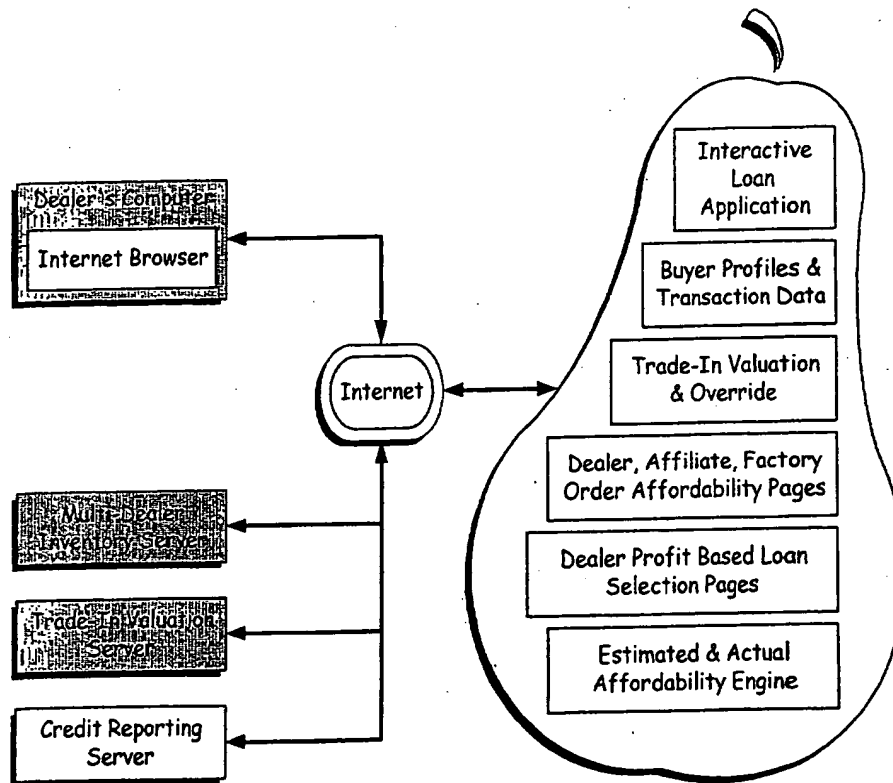 Dealer's Computer
Internet Browser
Internet
Multi-Dealer
Inventory Server
Trade-In Valuation
Server
Credit Reporting
Server
Interactive
Loan
Application
Buyer Profiles &
Transaction Data
Trade-In Valuation
& Override
Dealer, Affiliate, Factory
Order Affordability Pages
Dealer Profit Based Loan
Selection Pages
Estimated & Actual
Affordability Engine